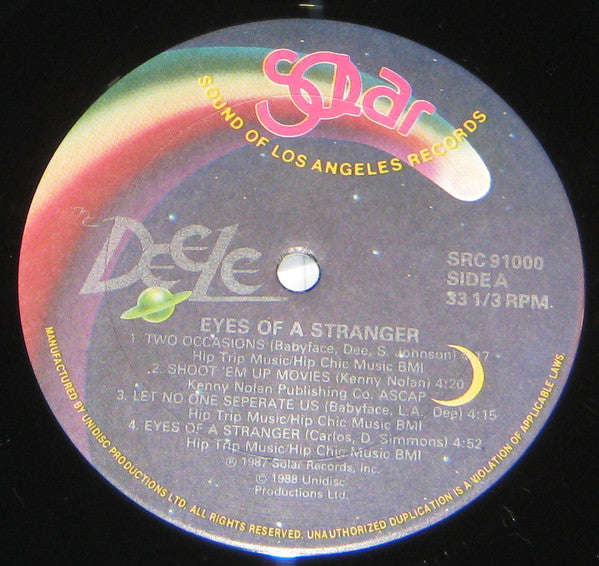 Solar
SOUND OF LOS ANGELES RECORDS
Deele
SRC 91000
SIDE A
33 1/3 RPM.
EYES OF A STRANGER
1. TWO OCCASIONS (Babyface, Dee, S. Johnson)
Hip Trip Music/Hip Chic Music BMI
2. SHOOT 'EM UP MOVIES (Kenny Nolan) 4:20
Kenny Nolan Publishing Co. ASCAP
3. LET NO ONE SEPERATE US (Babyface, L.A., Dee) 4:15
Hip Trip Music/Hip Chic Music BMI
4. EYES OF A STRANGER (Carlos, D. Simmons) 4:52
Hip Trip Music/Hip Chic Music BMI
℗ 1987 Solar Records, Inc.
© 1988 Unidisc
Productions Ltd.
MANUFACTURED BY UNIDISC PRODUCTIONS LTD. ALL RIGHTS RESERVED. UNAUTHORIZED DUPLICATION IS A VIOLATION OF APPLICABLE LAWS.